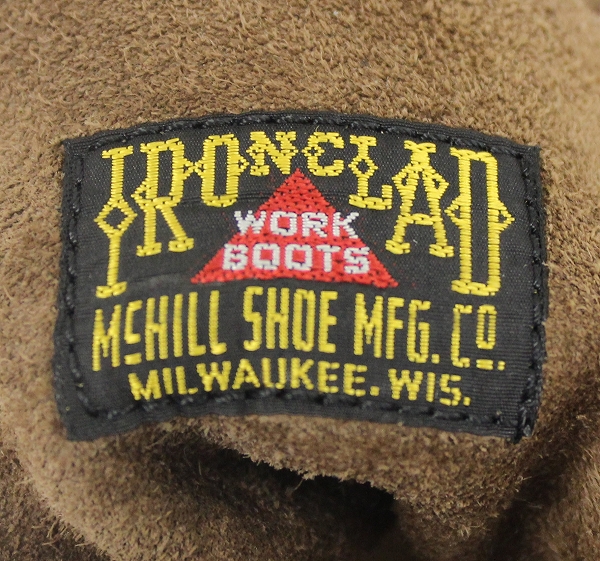 IRONCLAD
WORK
BOOTS
McHILL SHOE MFG. Co.
MILWAUKEE. WIS.